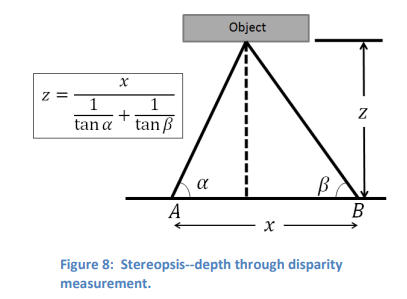 Object
z = x / (1/tan α + 1/tan β)
z
α
β
A
B
x
Figure 8:  Stereopsis--depth through disparity
measurement.